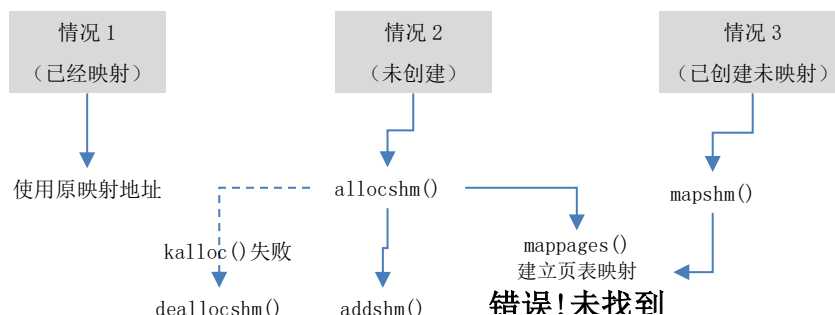 情况 1
（已经映射）
情况 2
（未创建）
情况 3
（已创建未映射）
使用原映射地址
allocshm()
mapshm()
kalloc()失败
mappages()
建立页表映射
deallocshm()
addshm()
错误!未找到